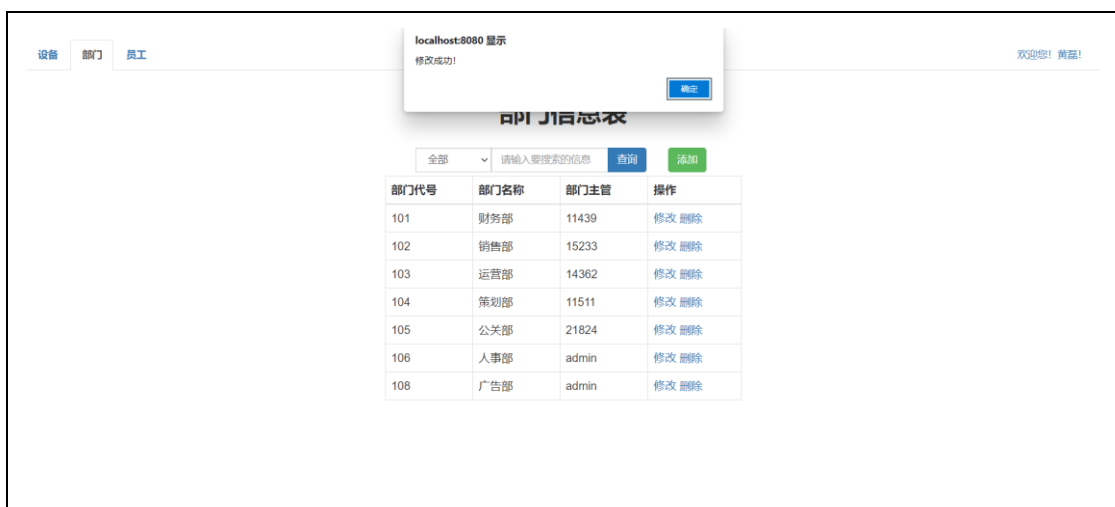 localhost:8080 显示
修改成功！
确定
设备 部门 员工 欢迎您！黄磊！
部门信息表
全部 请输入要搜索的信息 查询 添加
部门代号 部门名称 部门主管 操作
101 财务部 11439 修改 删除
102 销售部 15233 修改 删除
103 运营部 14362 修改 删除
104 策划部 11511 修改 删除
105 公关部 21824 修改 删除
106 人事部 admin 修改 删除
108 广告部 admin 修改 删除